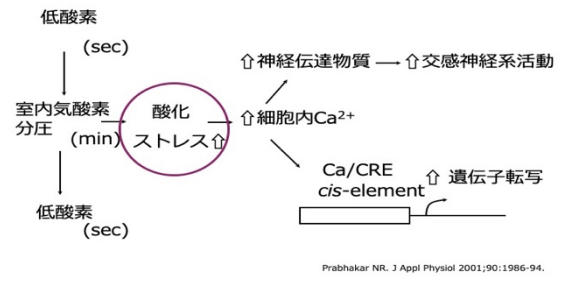 低酸素
(sec)
室内気酸素
分圧
(min)
低酸素
(sec)
酸化
ストレス⇧
⇧神経伝達物質
⇧交感神経系活動
⇧細胞内Ca²⁺
Ca/CRE
cis-element
⇧ 遺伝子転写
Prabhakar NR. J Appl Physiol 2001;90:1986-94.